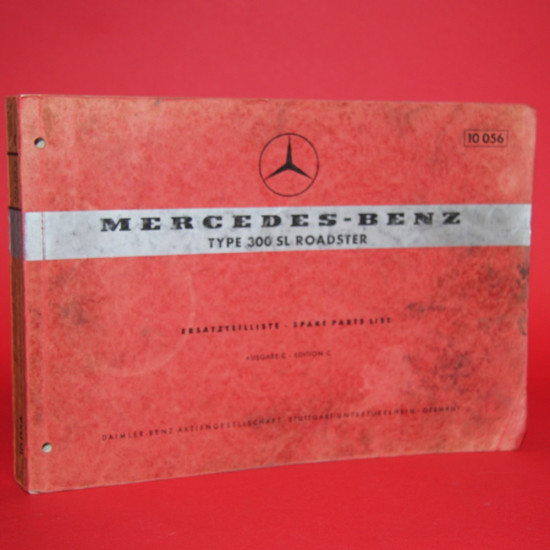 10 056
MERCEDES-BENZ
TYPE 300 SL ROADSTER
ERSATZTEILLISTE - SPARE PARTS LIST
AUSGABE C - EDITION C
DAIMLER-BENZ AKTIENGESELLSCHAFT - STUTTGART-UNTERTÜRKHEIM - GERMANY